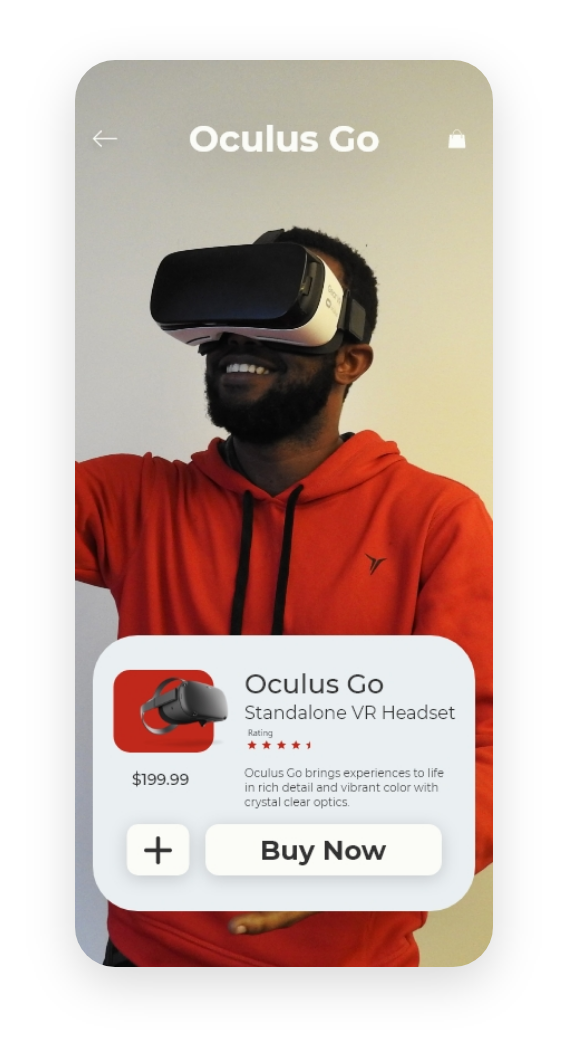 Oculus Go
Oculus Go
Standalone VR Headset
Rating
$199.99
Oculus Go brings experiences to life
in rich detail and vibrant color with
crystal clear optics.
Buy Now